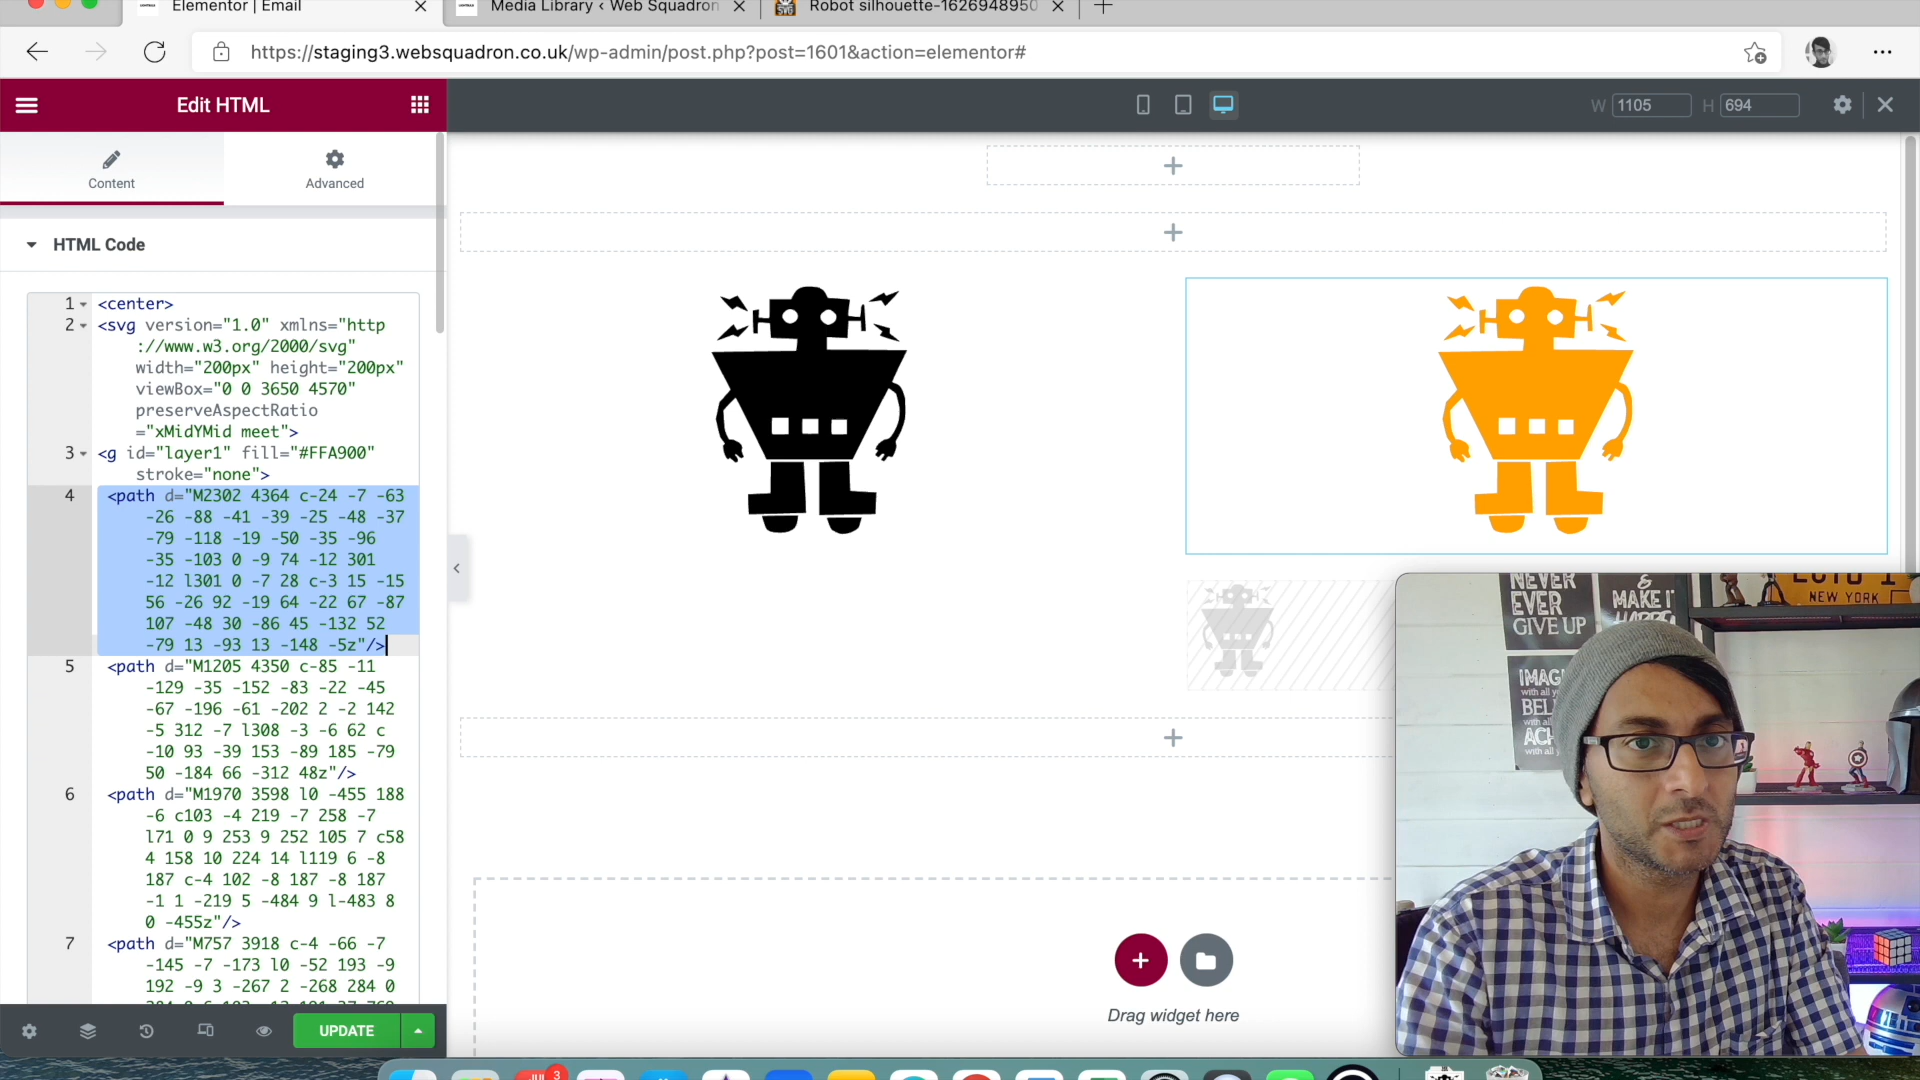 Elementor | Email
Media Library ‹ Web Squadron
Robot silhouette-1626948950
https://staging3.websquadron.co.uk/wp-admin/post.php?post=1601&action=elementor#
Edit HTML
W 1105 H 694
Content
Advanced
HTML Code
1 <center>
2 <svg version="1.0" xmlns="http
://www.w3.org/2000/svg"
width="200px" height="200px"
viewBox="0 0 3650 4570"
preserveAspectRatio
="xMidYMid meet">
3 <g id="layer1" fill="#FFA900"
stroke="none">
4 <path d="M2302 4364 c-24 -7 -63
-26 -88 -41 -39 -25 -48 -37
-79 -118 -19 -50 -35 -96
-35 -103 0 -9 74 -12 301
-12 l301 0 -7 28 c-3 15 -15
56 -26 92 -19 64 -22 67 -87
107 -48 30 -86 45 -132 52
-79 13 -93 13 -148 -5z"/>
5 <path d="M1205 4350 c-85 -11
-129 -35 -152 -83 -22 -45
-67 -196 -61 -202 2 -2 142
-5 312 -7 l308 -3 -6 62 c
-10 93 -39 153 -89 185 -79
50 -184 66 -312 48z"/>
6 <path d="M1970 3598 l0 -455 188
-6 c103 -4 219 -7 258 -7
l71 0 9 253 9 252 105 7 c58
4 158 10 224 14 l119 6 -8
187 c-4 102 -8 187 -8 187
-1 1 -219 5 -484 9 l-483 8
0 -455z"/>
7 <path d="M757 3918 c-4 -66 -7
-145 -7 -173 l0 -52 193 -9
192 -9 3 -267 2 -268 284 0
UPDATE
Drag widget here
NEVER
EVER
GIVE UP
&
MAKE IT
HAPPEN
NEW YORK
IMAG
with all y
BEL
with all
ACH
with all
3